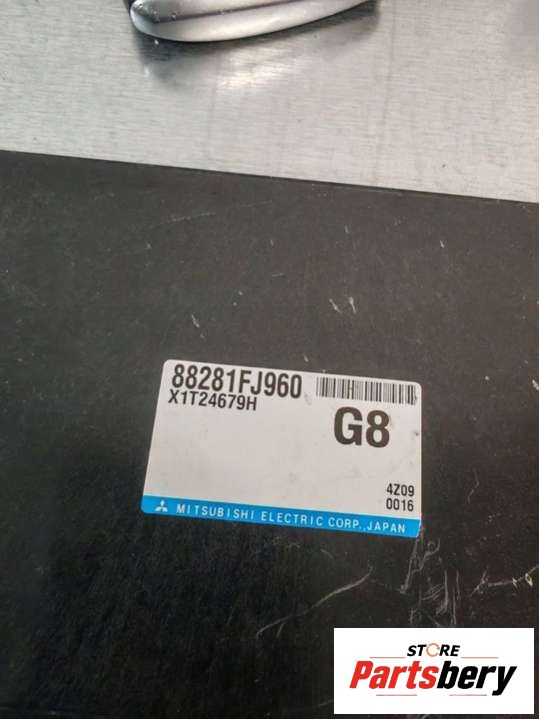 88281FJ960
X1T24679H
G8
4Z09
0016
MITSUBISHI ELECTRIC CORP.,JAPAN
STORE
Partsbery